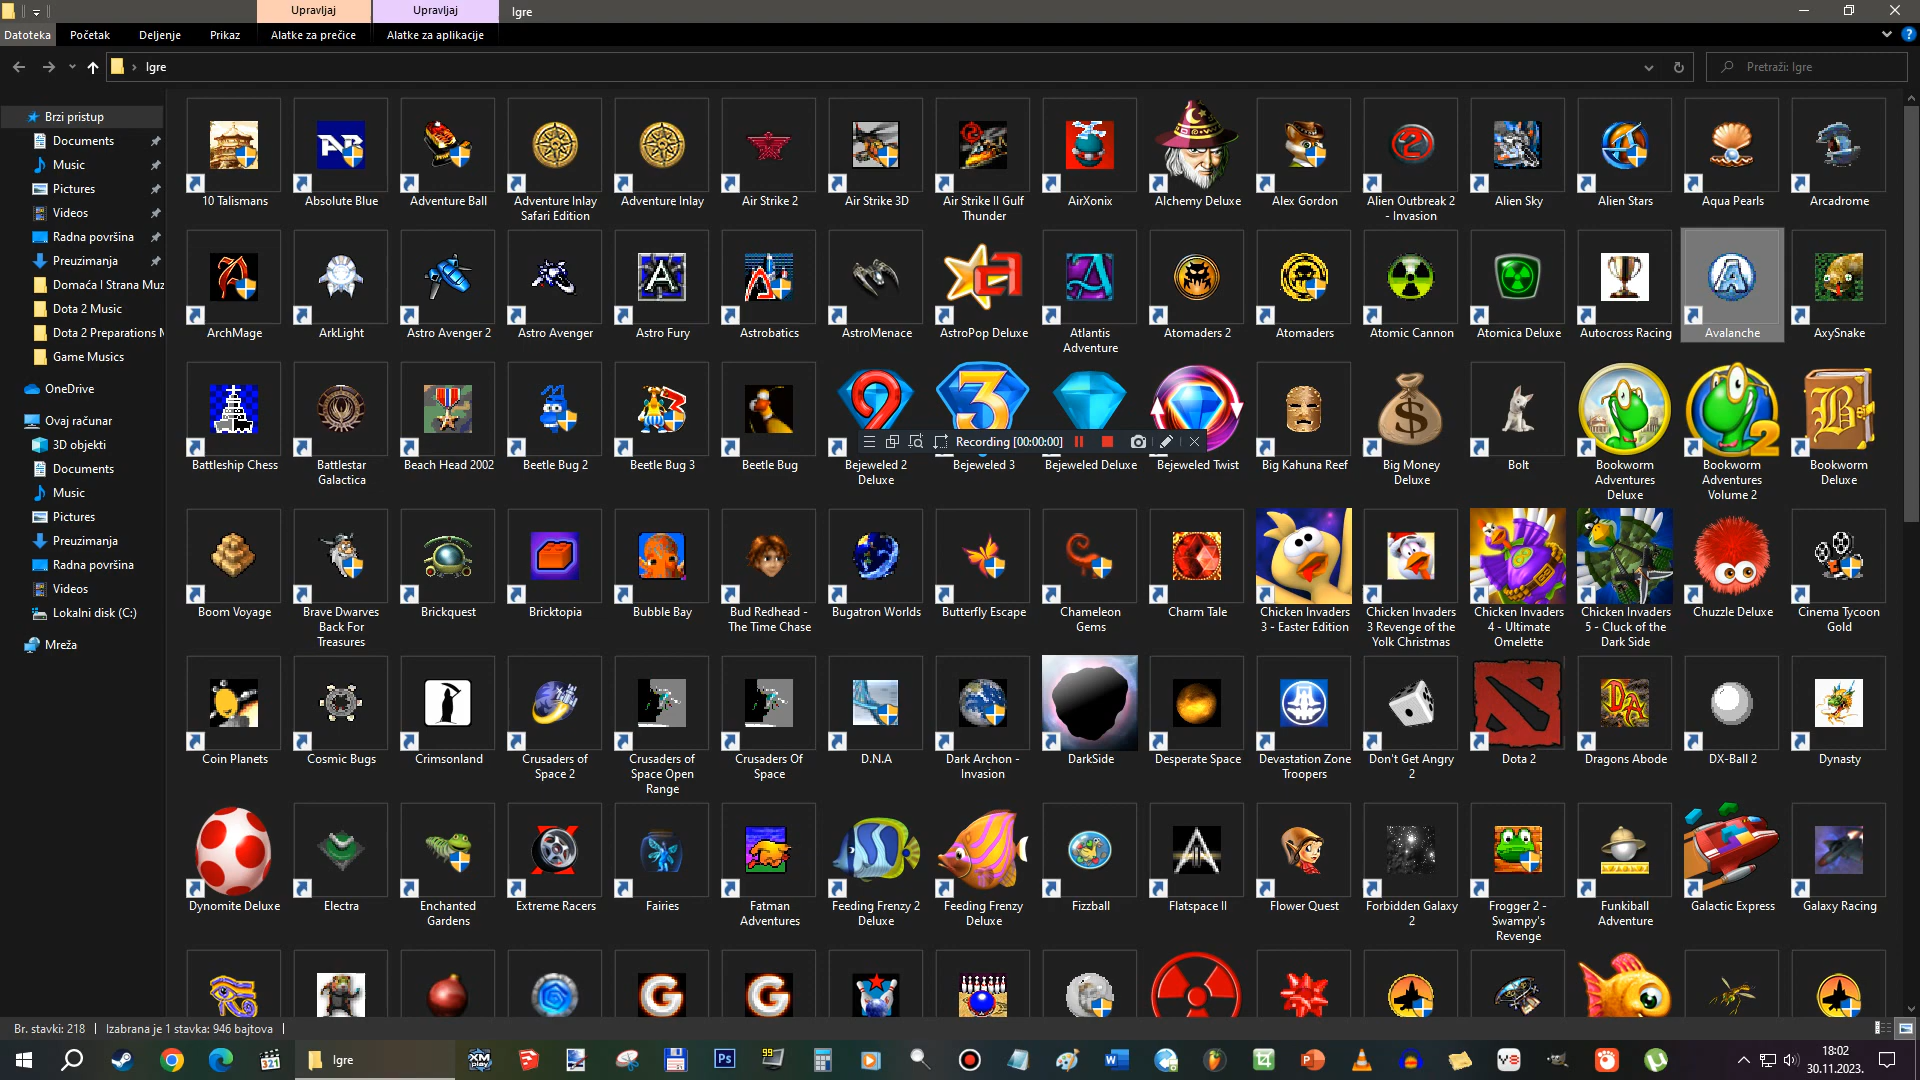 Upravljaj
Upravljaj
Igre
Datoteka
Početak
Deljenje
Prikaz
Alatke za prečice
Alatke za aplikacije
Igre
Pretraži: Igre
Brzi pristup
Documents
Music
Pictures
Videos
Radna površina
Preuzimanja
Domaća I Strana Muz
Dota 2 Music
Dota 2 Preparations M
Game Musics
OneDrive
Ovaj računar
3D objekti
Documents
Music
Pictures
Preuzimanja
Radna površina
Videos
Lokalni disk (C:)
Mreža
10 Talismans
Absolute Blue
Adventure Ball
Adventure Inlay
Safari Edition
Adventure Inlay
Air Strike 2
Air Strike 3D
Air Strike II Gulf
Thunder
AirXonix
Alchemy Deluxe
Alex Gordon
Alien Outbreak 2
- Invasion
Alien Sky
Alien Stars
Aqua Pearls
Arcadrome
ArchMage
ArkLight
Astro Avenger 2
Astro Avenger
Astro Fury
Astrobatics
AstroMenace
AstroPop Deluxe
Atlantis
Adventure
Atomaders 2
Atomaders
Atomic Cannon
Atomica Deluxe
Autocross Racing
Avalanche
AxySnake
Battleship Chess
Battlestar
Galactica
Beach Head 2002
Beetle Bug 2
Beetle Bug 3
Beetle Bug
Bejeweled 2
Deluxe
Bejeweled 3
Bejeweled Deluxe
Bejeweled Twist
Recording [00:00:00]
Big Kahuna Reef
Big Money
Deluxe
Bolt
Bookworm
Adventures
Deluxe
Bookworm
Adventures
Volume 2
Bookworm
Deluxe
Boom Voyage
Brave Dwarves
Back For
Treasures
Brickquest
Bricktopia
Bubble Bay
Bud Redhead -
The Time Chase
Bugatron Worlds
Butterfly Escape
Chameleon
Gems
Charm Tale
Chicken Invaders
3 - Easter Edition
Chicken Invaders
3 Revenge of the
Yolk Christmas
Chicken Invaders
4 - Ultimate
Omelette
Chicken Invaders
5 - Cluck of the
Dark Side
Chuzzle Deluxe
Cinema Tycoon
Gold
Coin Planets
Cosmic Bugs
Crimsonland
Crusaders of
Space 2
Crusaders of
Space Open
Range
Crusaders Of
Space
D.N.A
Dark Archon -
Invasion
DarkSide
Desperate Space
Devastation Zone
Troopers
Don't Get Angry
2
Dota 2
Dragons Abode
DX-Ball 2
Dynasty
Dynomite Deluxe
Electra
Enchanted
Gardens
Extreme Racers
Fairies
Fatman
Adventures
Feeding Frenzy 2
Deluxe
Feeding Frenzy
Deluxe
Fizzball
Flatspace II
Flower Quest
Forbidden Galaxy
2
Frogger 2 -
Swampy's
Revenge
Funkiball
Adventure
Galactic Express
Galaxy Racing
Br. stavki: 218
Izabrana je 1 stavka: 946 bajtova
Igre
18:02
30.11.2023.